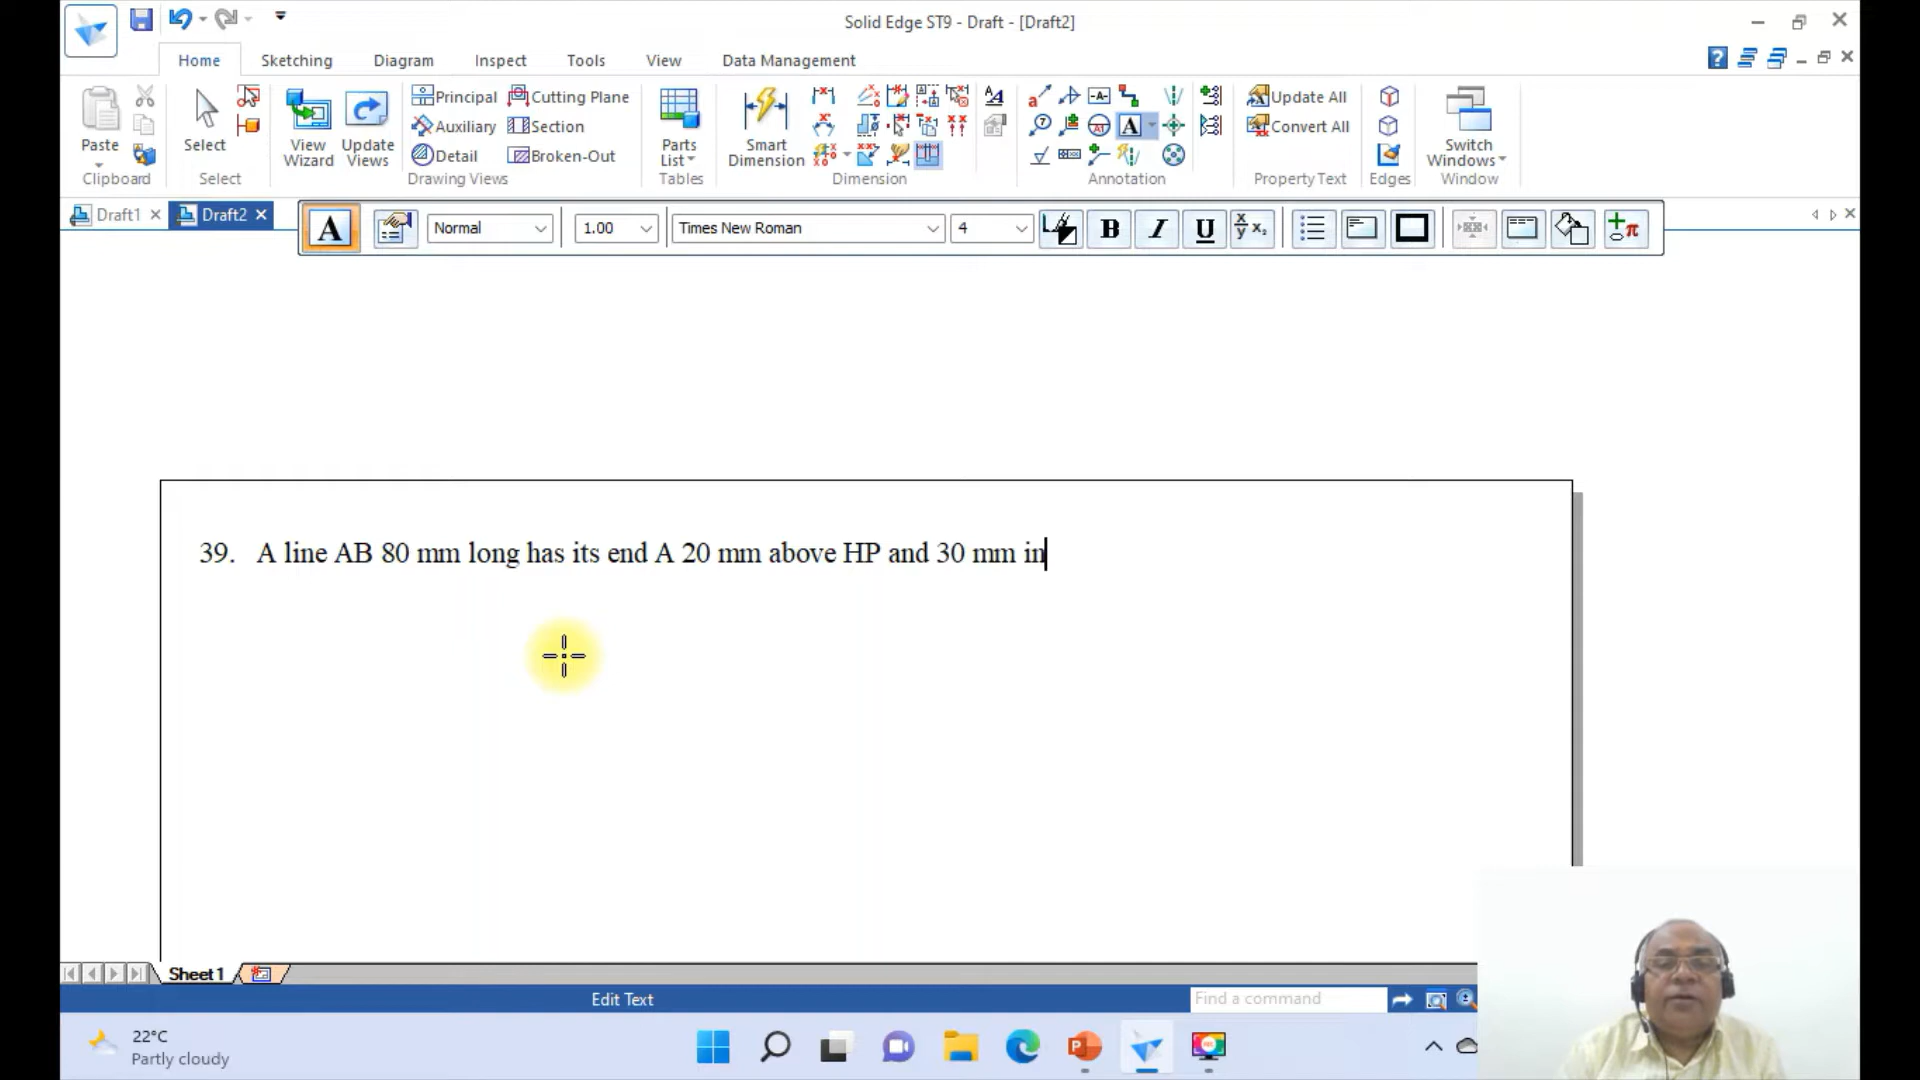 Solid Edge ST9 - Draft - [Draft2]
Home Sketching Diagram Inspect Tools View Data Management
Paste
Clipboard
Select
Select
View Wizard
Update Views
Principal
Auxiliary
Detail
Cutting Plane
Section
Broken-Out
Drawing Views
Parts List
Tables
Smart Dimension
Dimension
Annotation
Update All
Convert All
Property Text
Edges
Switch Windows
Window
Draft1
Draft2
Normal
1.00
Times New Roman
4
39. A line AB 80 mm long has its end A 20 mm above HP and 30 mm in
Sheet1
Edit Text
Find a command
22°C
Partly cloudy